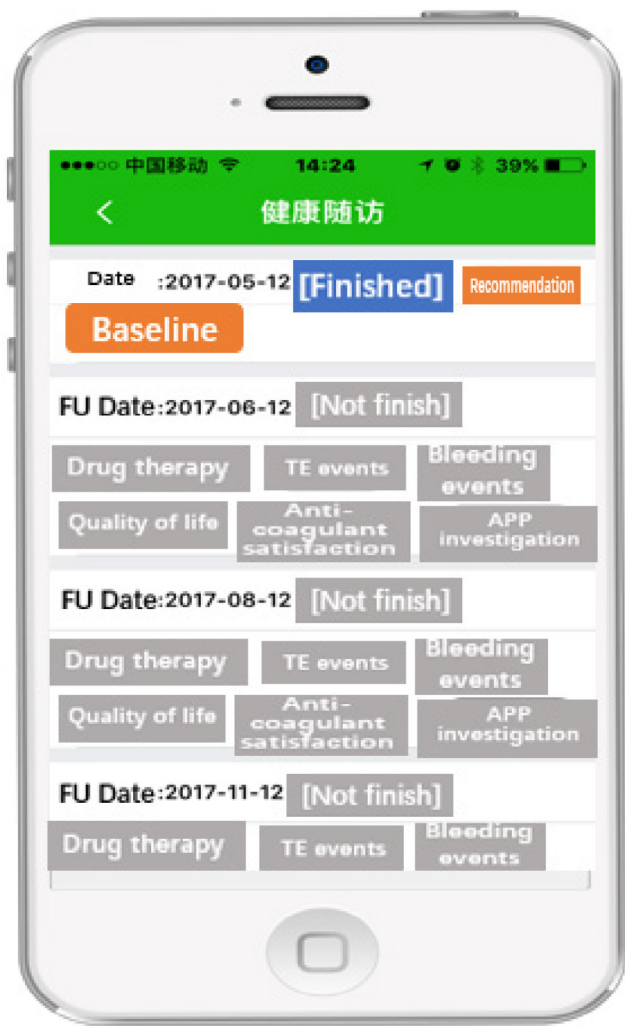 中国移动 14:24 39%
健康随访
Date :2017-05-12 [Finished] Recommendation
Baseline
FU Date:2017-06-12 [Not finish]
Drug therapy TE events Bleeding events
Quality of life Anti-coagulant satisfaction APP investigation
FU Date:2017-08-12 [Not finish]
Drug therapy TE events Bleeding events
Quality of life Anti-coagulant satisfaction APP investigation
FU Date:2017-11-12 [Not finish]
Drug therapy TE events Bleeding events